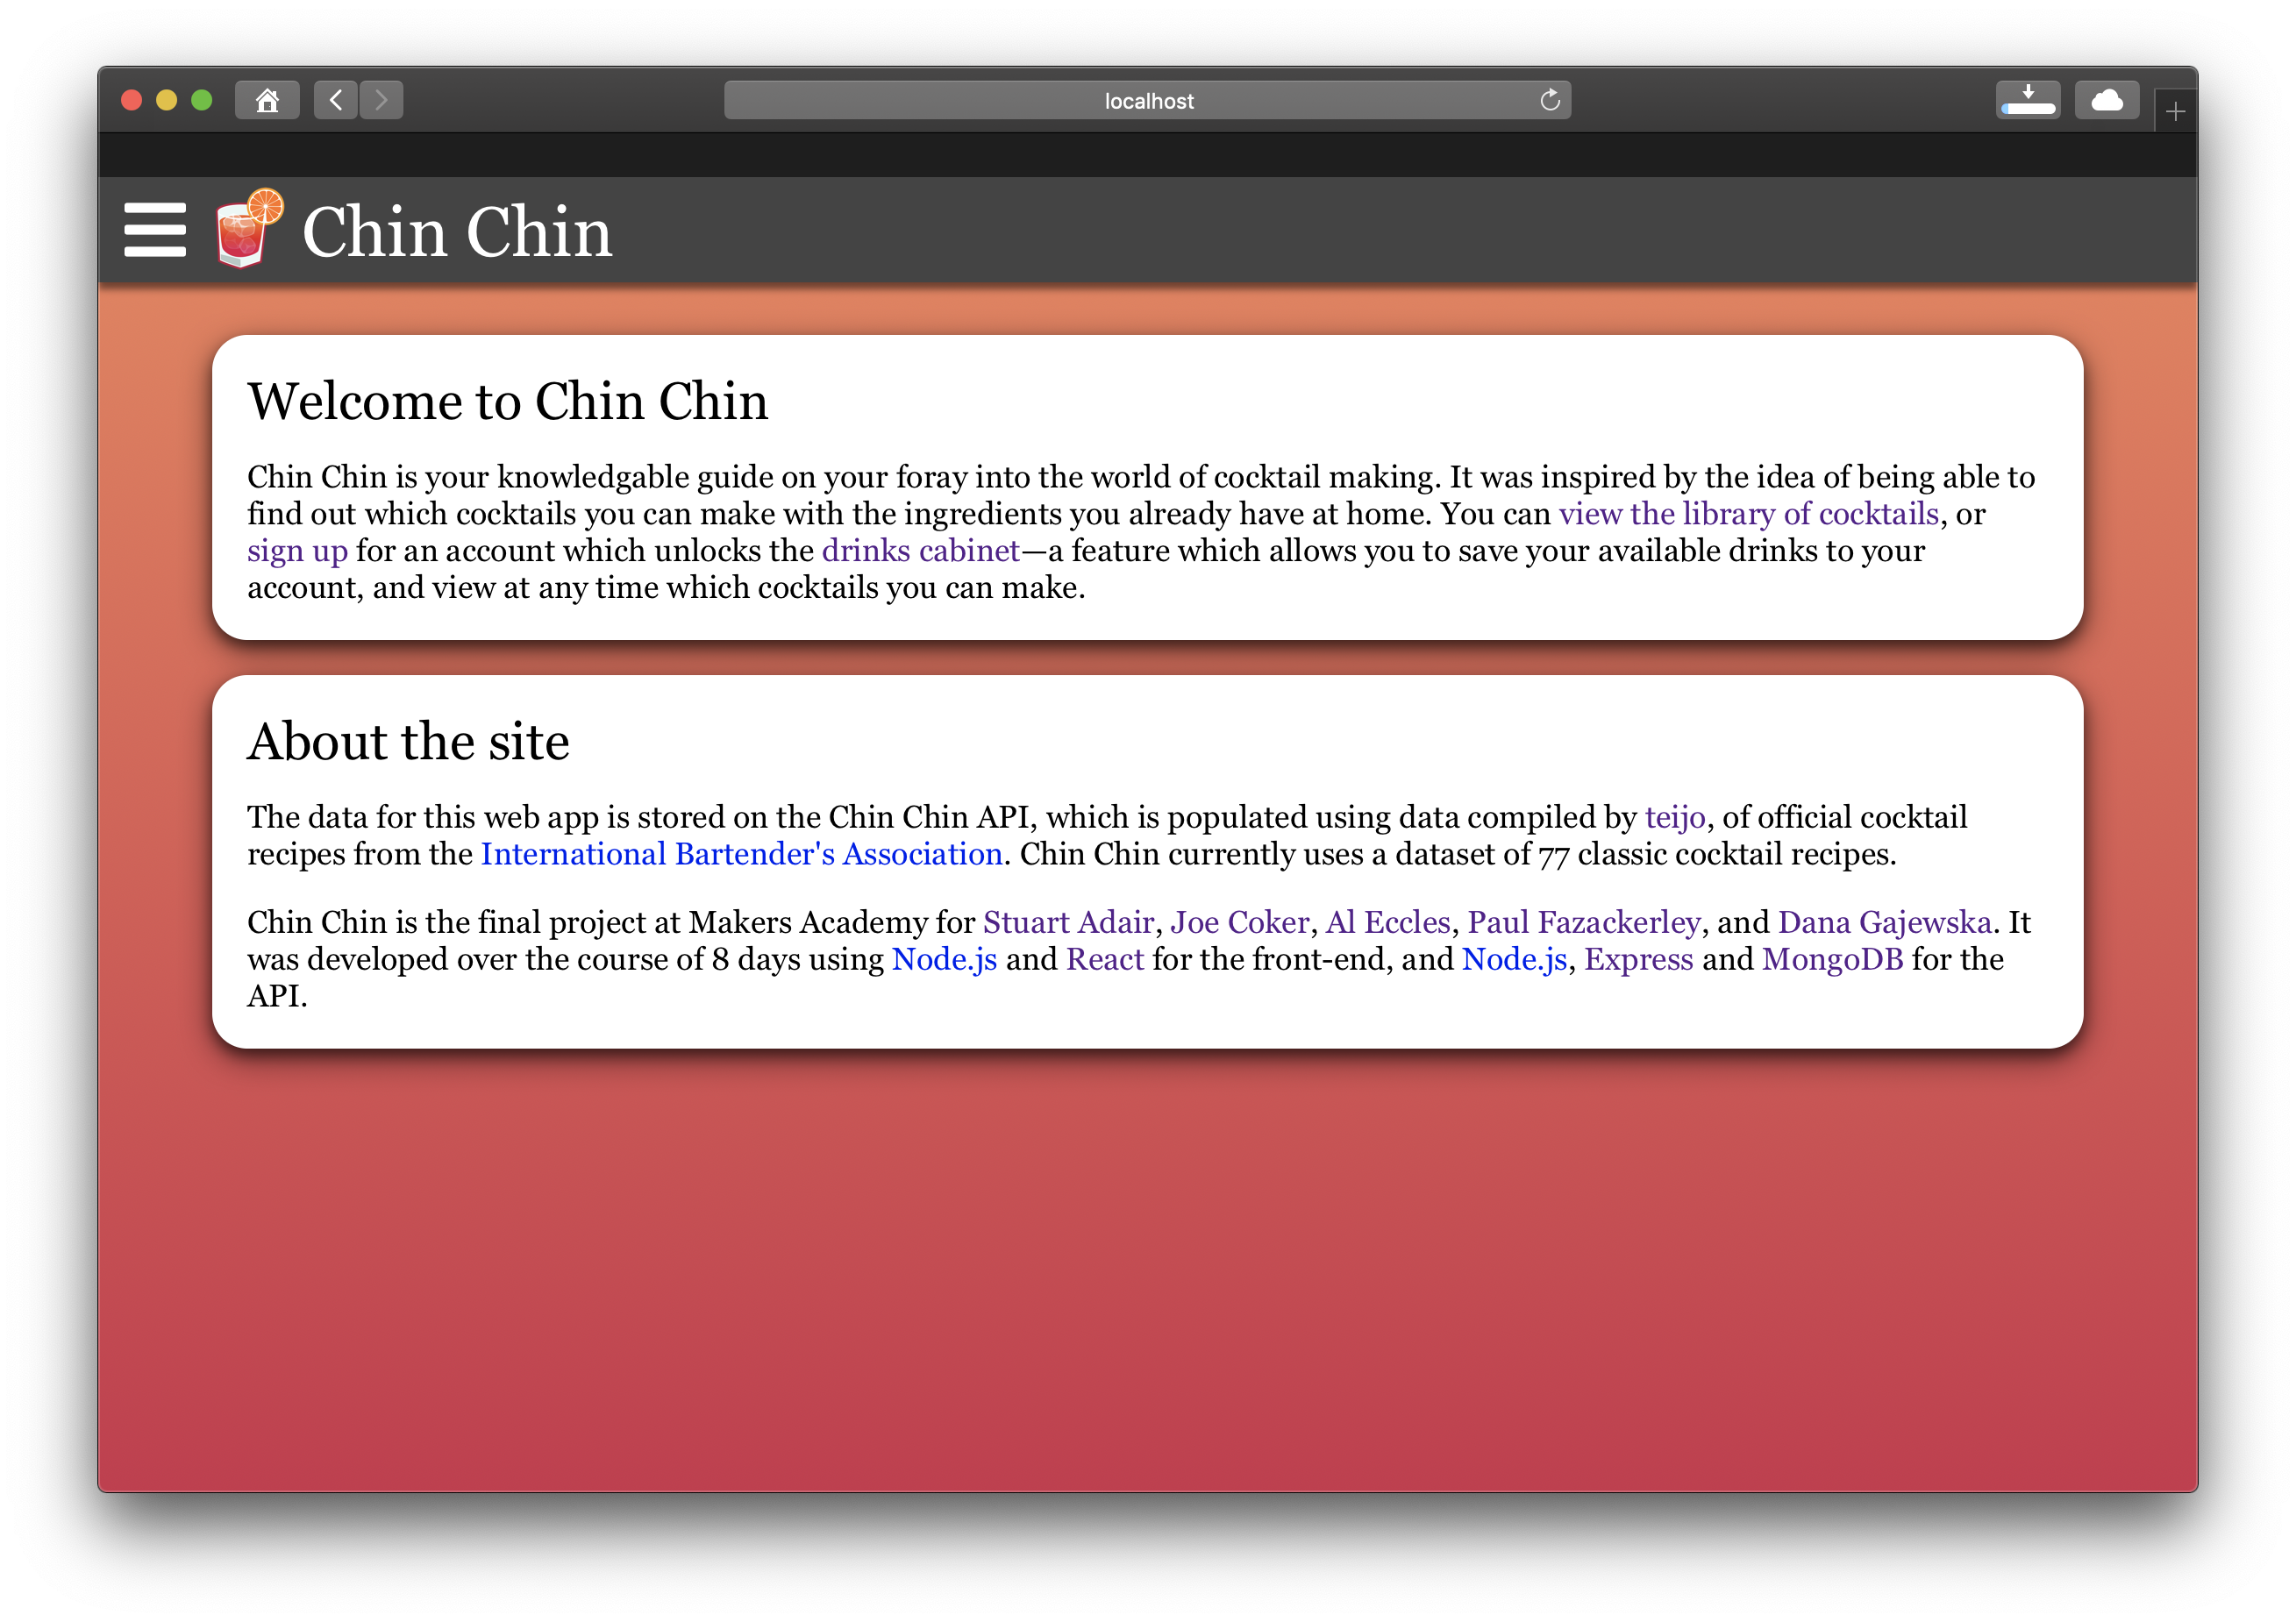 localhost
Chin Chin
Welcome to Chin Chin
Chin Chin is your knowledgable guide on your foray into the world of cocktail making. It was inspired by the idea of being able to
find out which cocktails you can make with the ingredients you already have at home. You can view the library of cocktails, or
sign up for an account which unlocks the drinks cabinet—a feature which allows you to save your available drinks to your
account, and view at any time which cocktails you can make.
About the site
The data for this web app is stored on the Chin Chin API, which is populated using data compiled by teijo, of official cocktail
recipes from the International Bartender's Association. Chin Chin currently uses a dataset of 77 classic cocktail recipes.
Chin Chin is the final project at Makers Academy for Stuart Adair, Joe Coker, Al Eccles, Paul Fazackerley, and Dana Gajewska. It
was developed over the course of 8 days using Node.js and React for the front-end, and Node.js, Express and MongoDB for the
API.